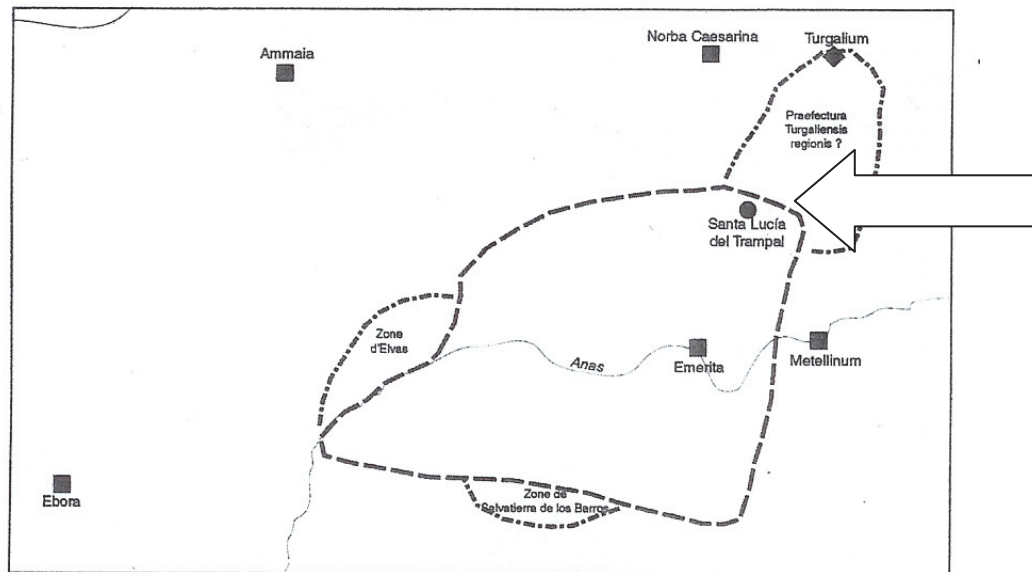 Norba Caesarina
Turgalium
Ammaia
Praefectura
Turgaliensis
regionis ?
Santa Lucía
del Trampal
Zone
d'Elvas
Anas
Emerita
Metellinum
Ebora
Zone de
Salvatierra de los Barros